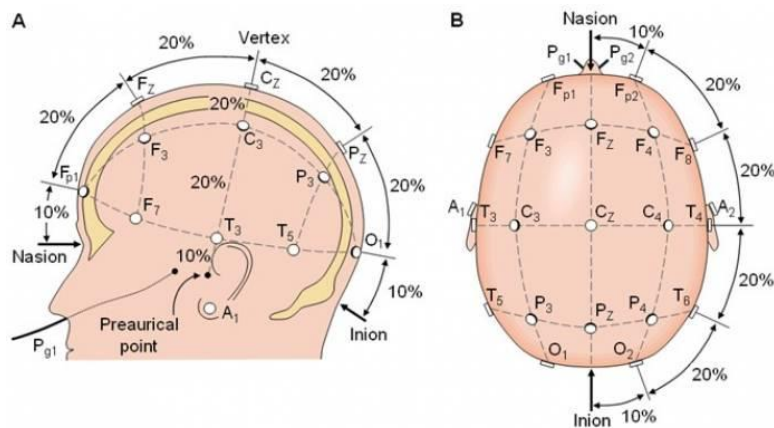 A
20%
Vertex
20%
FZ
CZ
20%
20%
20%
Fp1
F3
C3
PZ
20%
P3
20%
10%
F7
T3
T5
O1
Nasion
10%
10%
Preaurical
point
A1
Inion
Pg1
B
Nasion
10%
Pg1
Pg2
Fp1
Fp2
20%
F7
F3
FZ
F4
F8
20%
A1
T3
C3
CZ
C4
T4
A2
20%
T5
P3
PZ
P4
T6
O1
O2
20%
Inion
10%